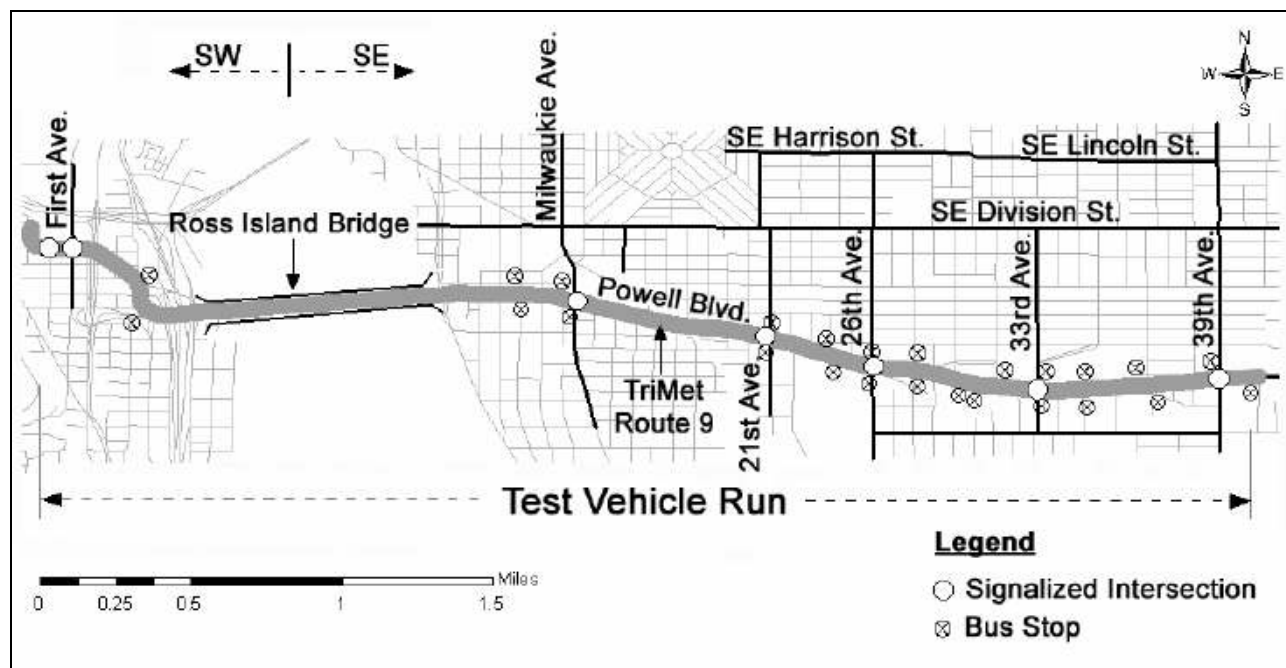 SW SE
N
W E
S
First Ave.
Milwaukie Ave.
SE Harrison St.
SE Lincoln St.
Ross Island Bridge
SE Division St.
Powell Blvd.
26th Ave.
33rd Ave.
39th Ave.
TriMet
Route 9
21st Ave.
Test Vehicle Run
Legend
Signalized Intersection
Bus Stop
Miles
0 0.25 0.5 1 1.5